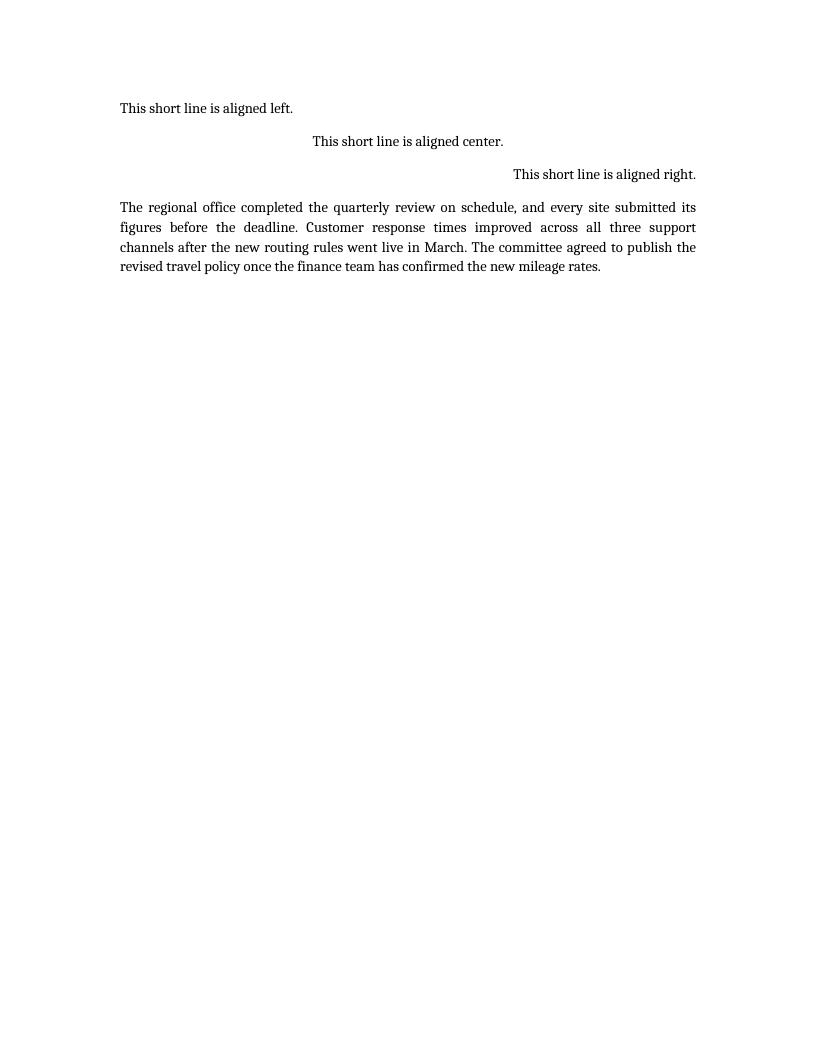 This short line is aligned left.
This short line is aligned center.
This short line is aligned right.
The regional office completed the quarterly review on schedule, and every site submitted its
figures before the deadline. Customer response times improved across all three support
channels after the new routing rules went live in March. The committee agreed to publish the
revised travel policy once the finance team has confirmed the new mileage rates.